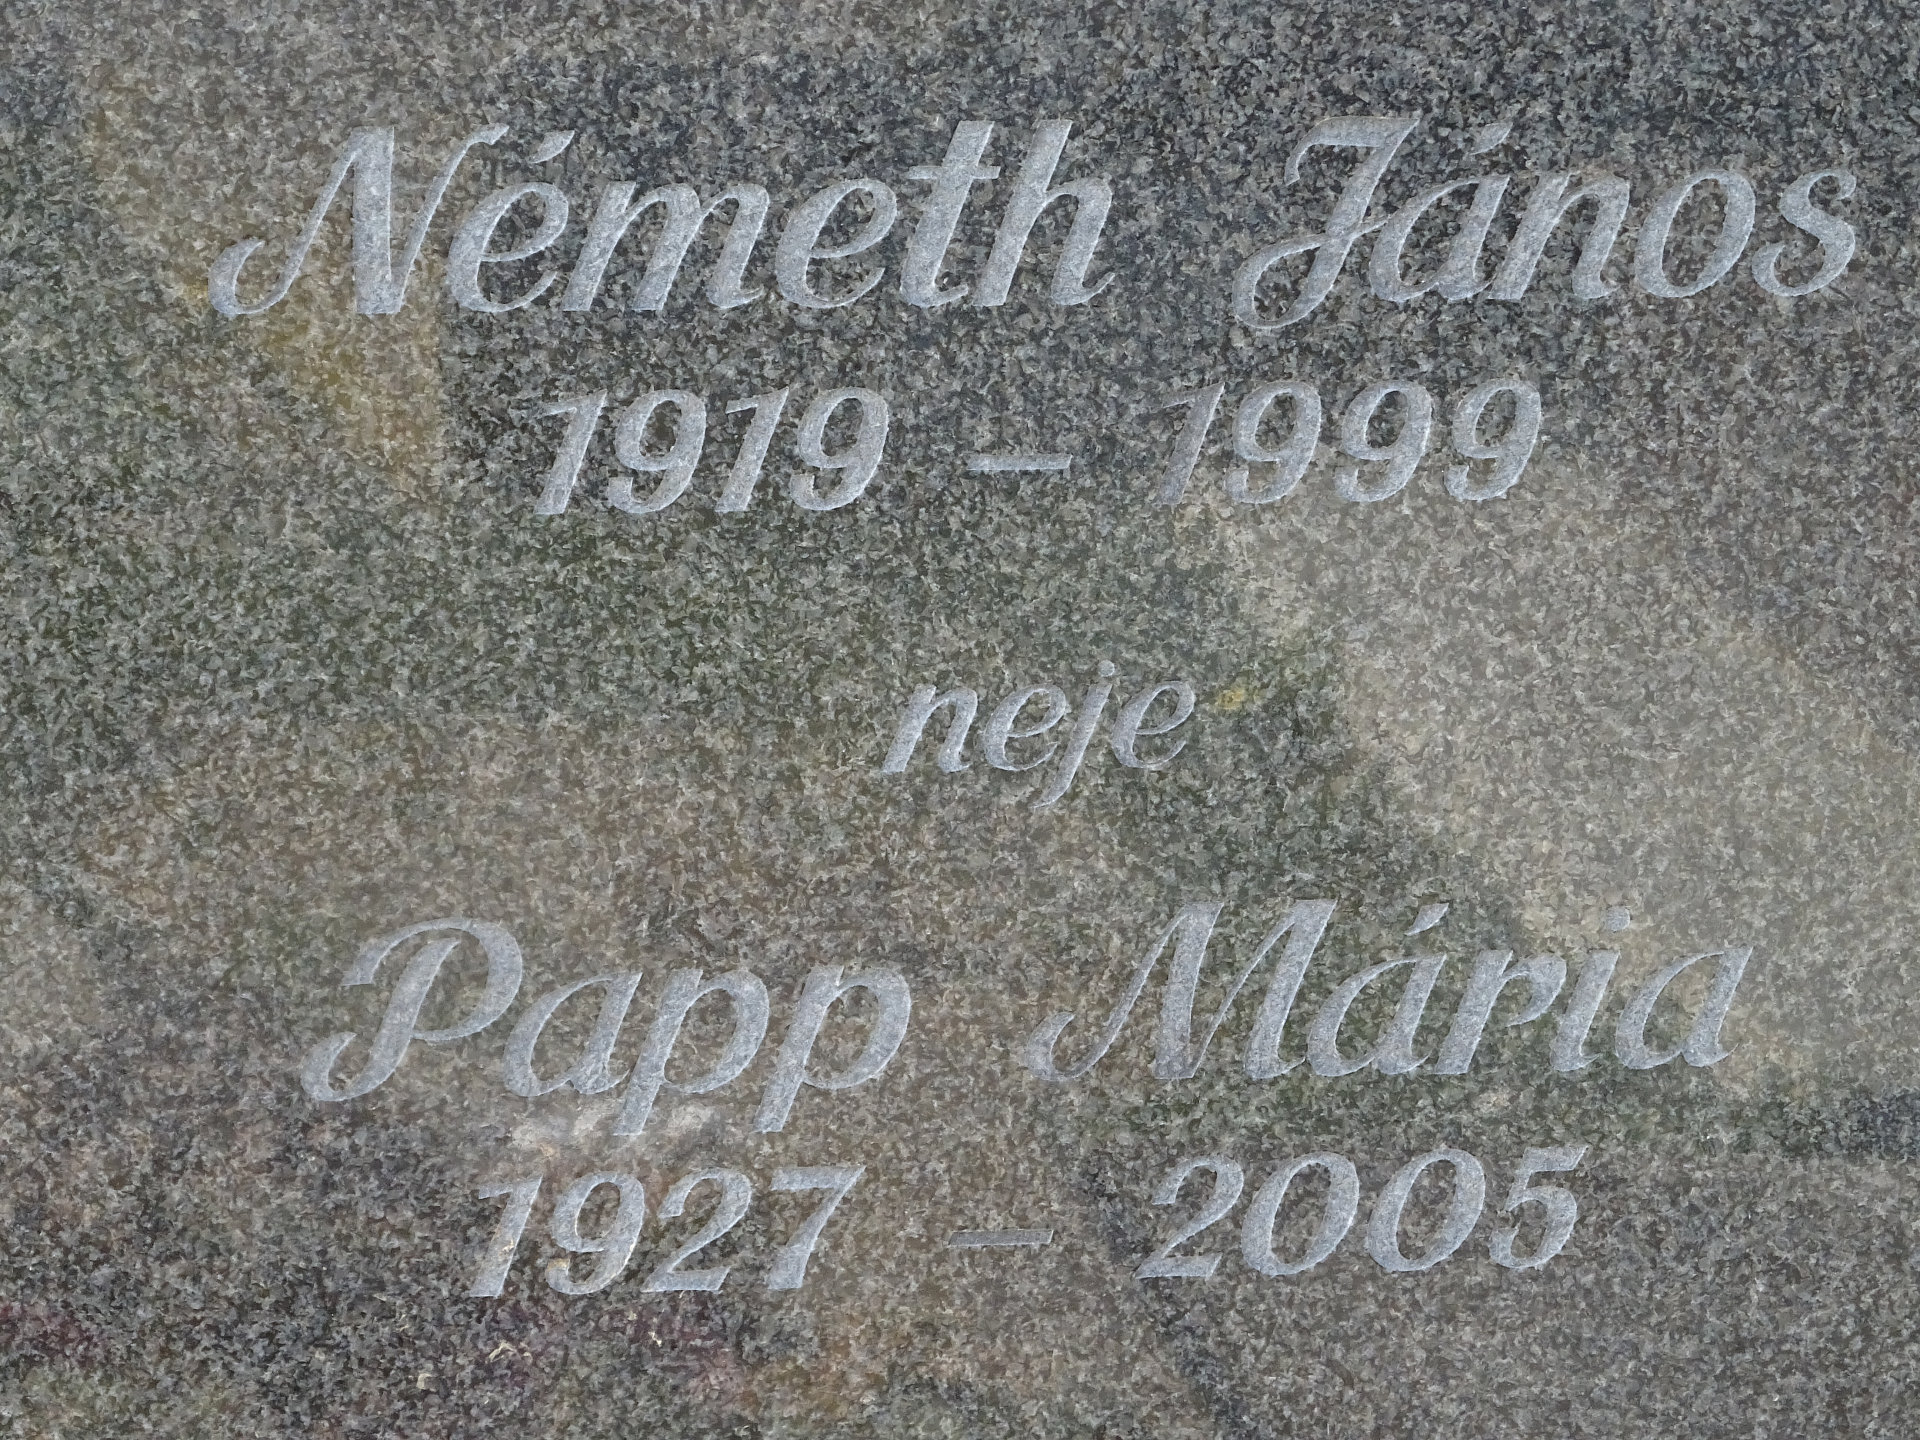 Németh János
1919 – 1999
neje
Papp Mária
1927 – 2005